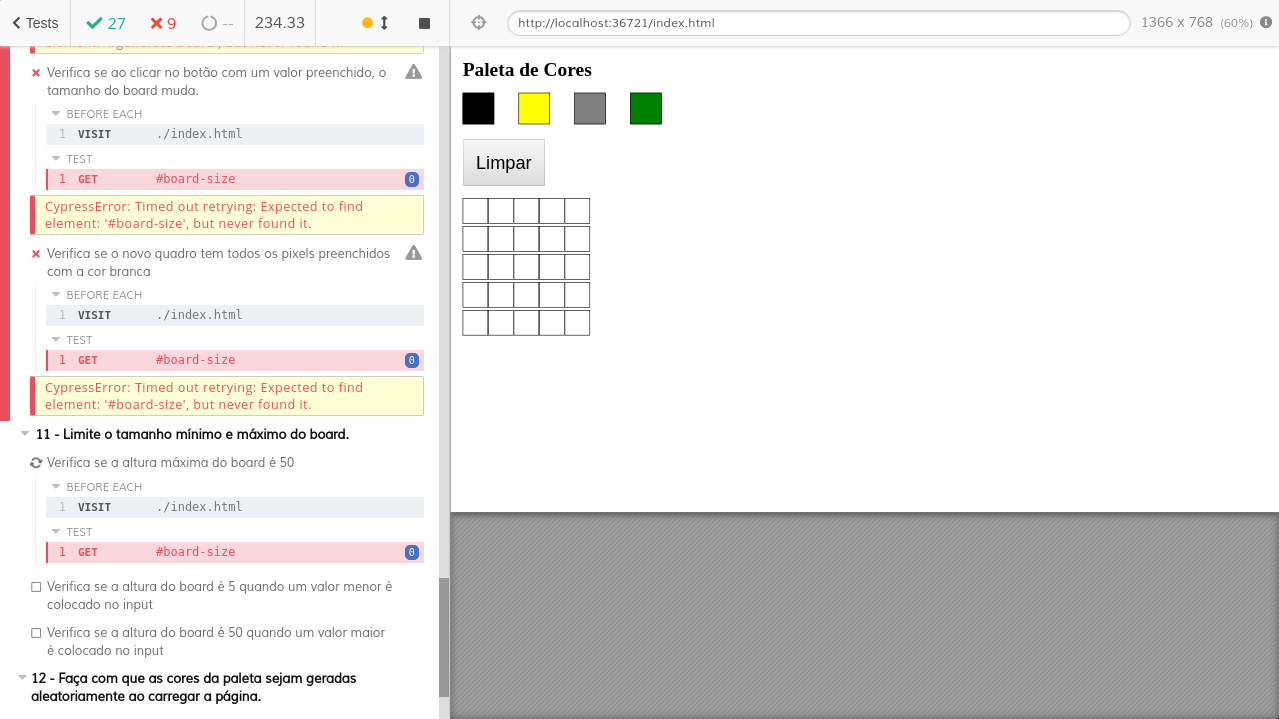 Tests
27
9
--
234.33
http://localhost:36721/index.html
1366 x 768 (60%)
Verifica se ao clicar no botão com um valor preenchido, o
tamanho do board muda.
BEFORE EACH
1 VISIT ./index.html
TEST
1 GET #board-size 0
CypressError: Timed out retrying: Expected to find
element: '#board-size', but never found it.
Verifica se o novo quadro tem todos os pixels preenchidos
com a cor branca
BEFORE EACH
1 VISIT ./index.html
TEST
1 GET #board-size 0
CypressError: Timed out retrying: Expected to find
element: '#board-size', but never found it.
11 - Limite o tamanho mínimo e máximo do board.
Verifica se a altura máxima do board é 50
BEFORE EACH
1 VISIT ./index.html
TEST
1 GET #board-size 0
Verifica se a altura do board é 5 quando um valor menor é
colocado no input
Verifica se a altura do board é 50 quando um valor maior
é colocado no input
12 - Faça com que as cores da paleta sejam geradas
aleatoriamente ao carregar a página.
Paleta de Cores
Limpar